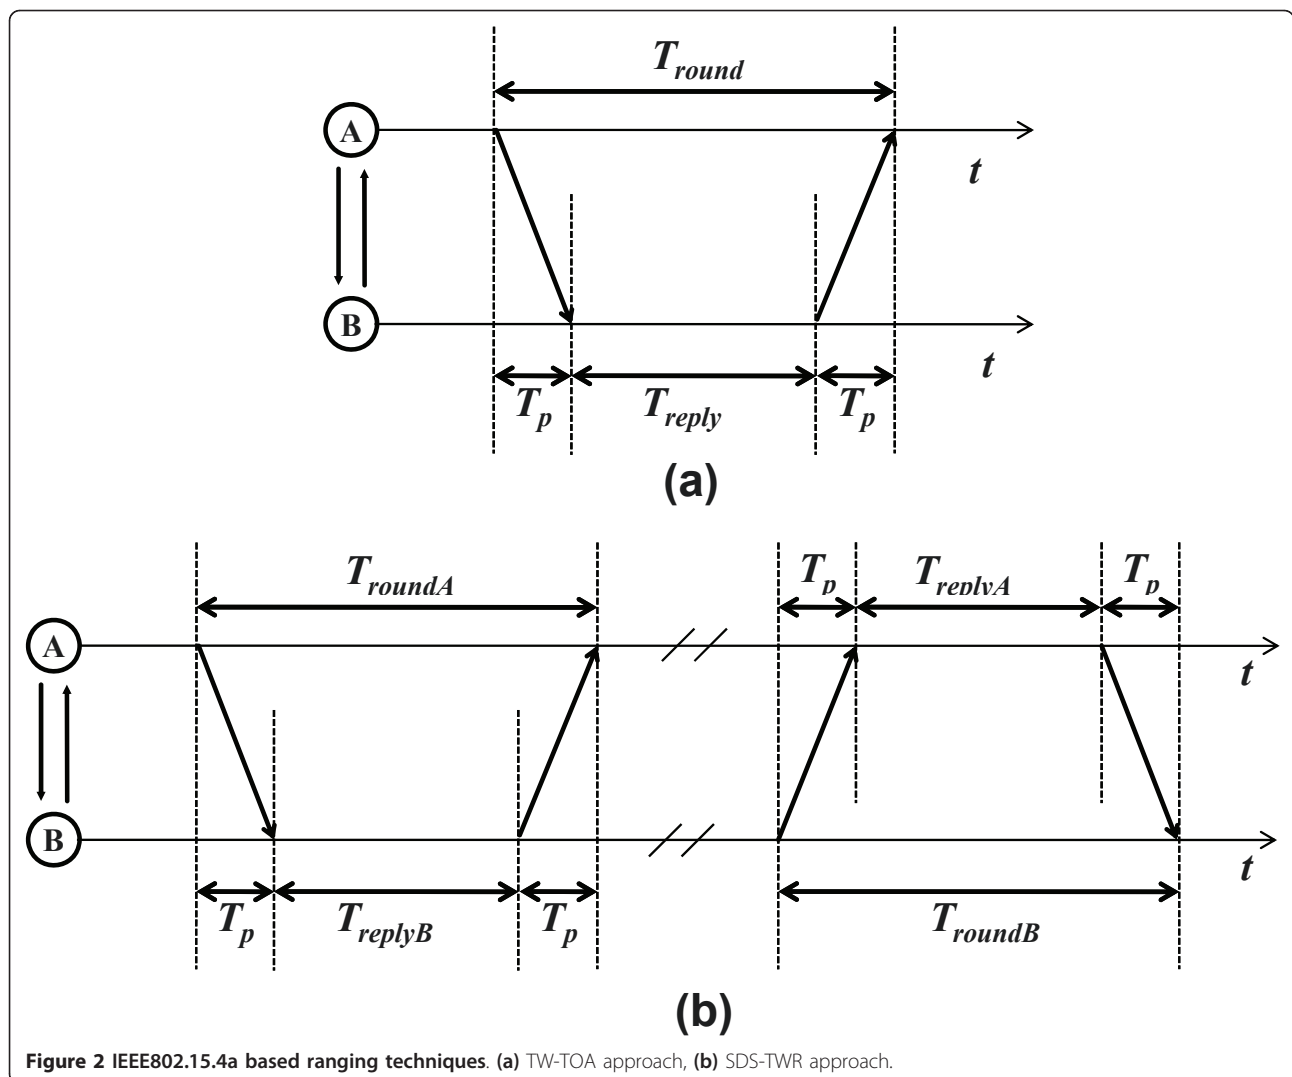 T_round
A
t
B
t
T_p T_reply T_p
(a)
T_roundA T_p T_replyA T_p
A
t
B
t
T_p T_replyB T_p T_roundB
(b)
Figure 2 IEEE802.15.4a based ranging techniques. (a) TW-TOA approach, (b) SDS-TWR approach.